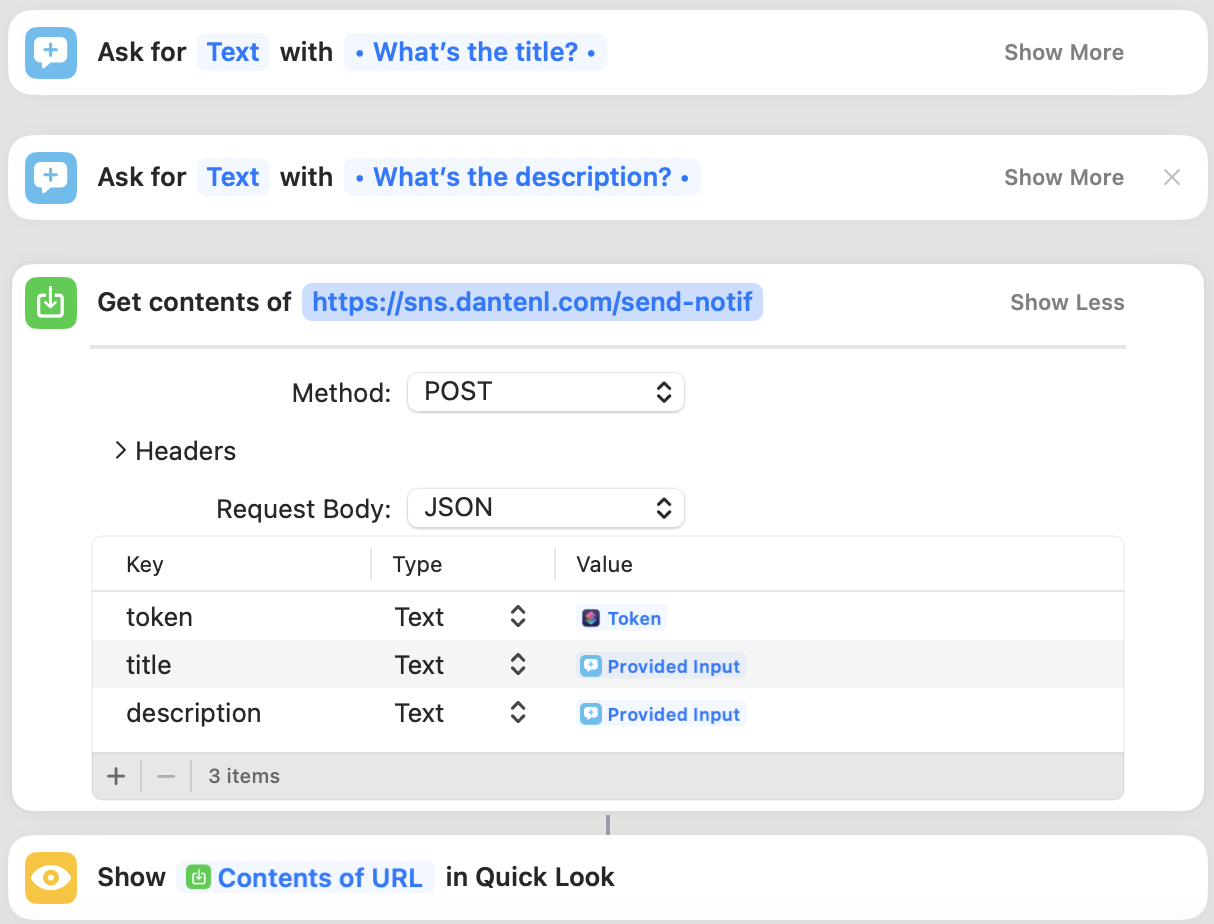 Ask for Text with • What's the title? • Show More
Ask for Text with • What's the description? • Show More
Get contents of https://sns.dantenl.com/send-notif Show Less
Method: POST
Headers
Request Body: JSON
Key Type Value
token Text Token
title Text Provided Input
description Text Provided Input
3 items
Show Contents of URL in Quick Look